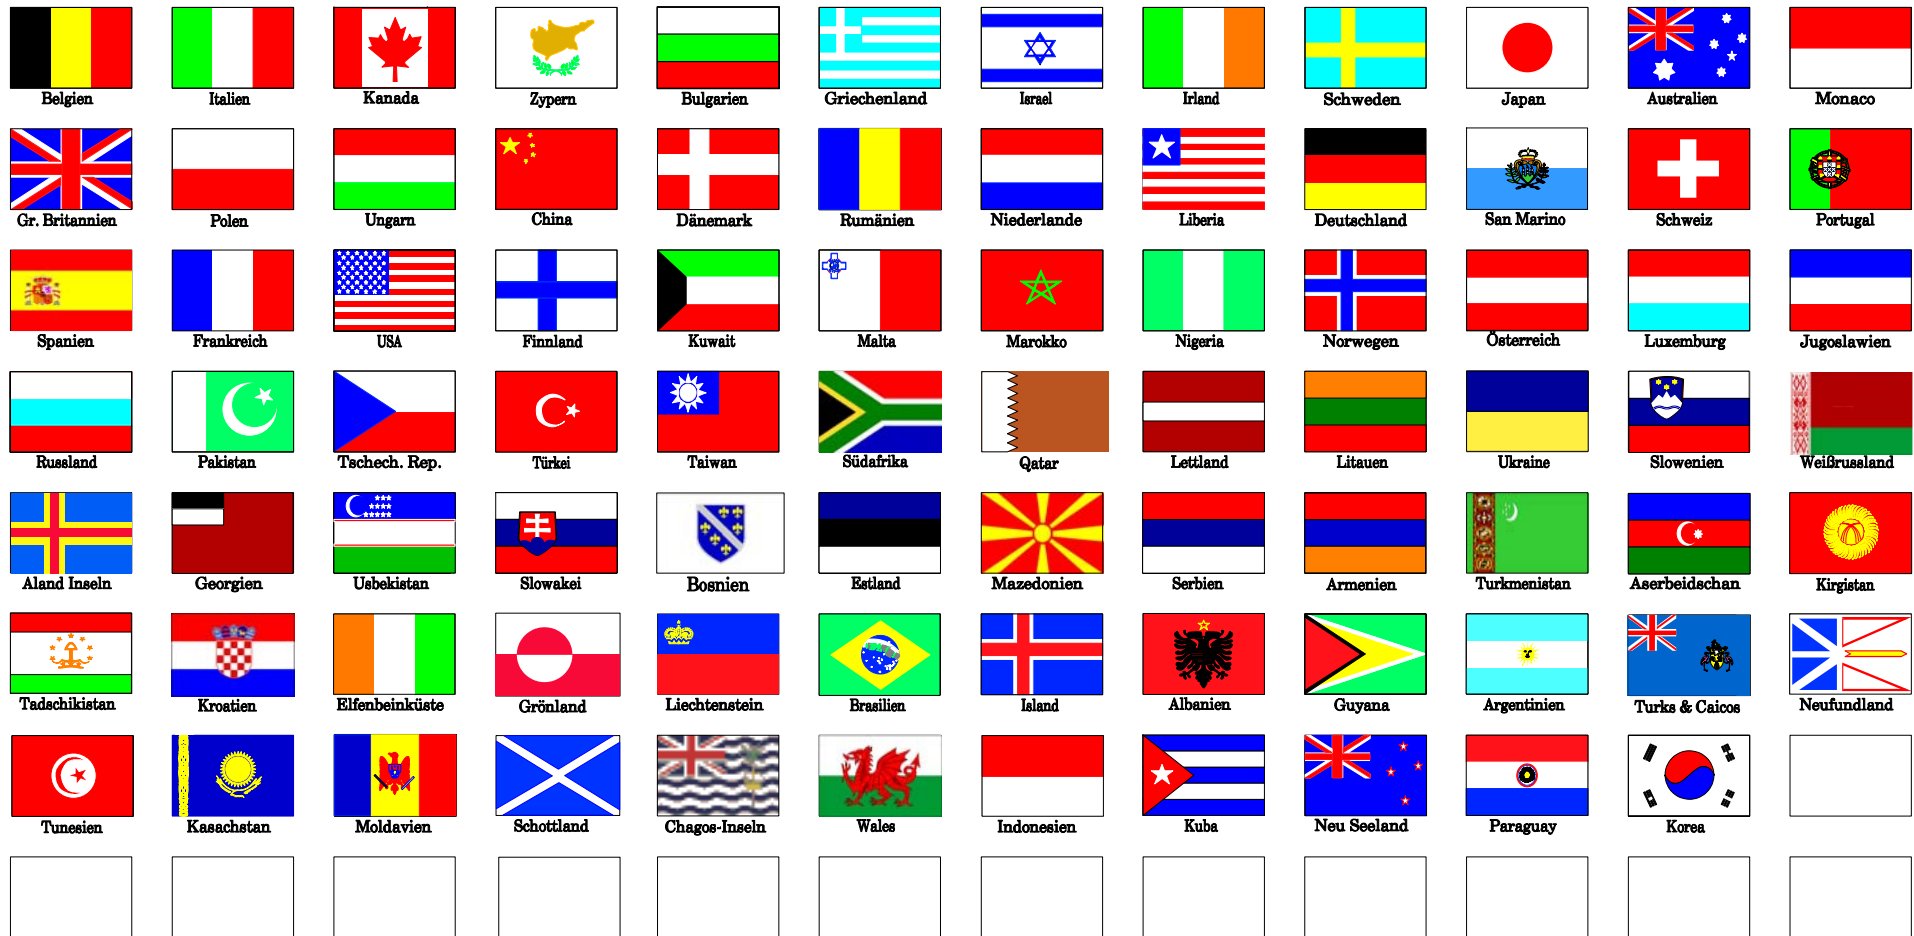 Belgien Italien Kanada Zypern Bulgarien Griechenland Israel Irland Schweden Japan Australien Monaco
Gr. Britannien Polen Ungarn China Dänemark Rumänien Niederlande Liberia Deutschland San Marino Schweiz Portugal
Spanien Frankreich USA Finnland Kuwait Malta Marokko Nigeria Norwegen Österreich Luxemburg Jugoslawien
Russland Pakistan Tschech. Rep. Türkei Taiwan Südafrika Qatar Lettland Litauen Ukraine Slowenien Weißrussland
Aland Inseln Georgien Usbekistan Slowakei Bosnien Estland Mazedonien Serbien Armenien Turkmenistan Aserbeidschan Kirgistan
Tadschikistan Kroatien Elfenbeinküste Grönland Liechtenstein Brasilien Island Albanien Guyana Argentinien Turks & Caicos Neufundland
Tunesien Kasachstan Moldavien Schottland Chagos-Inseln Wales Indonesien Kuba Neu Seeland Paraguay Korea